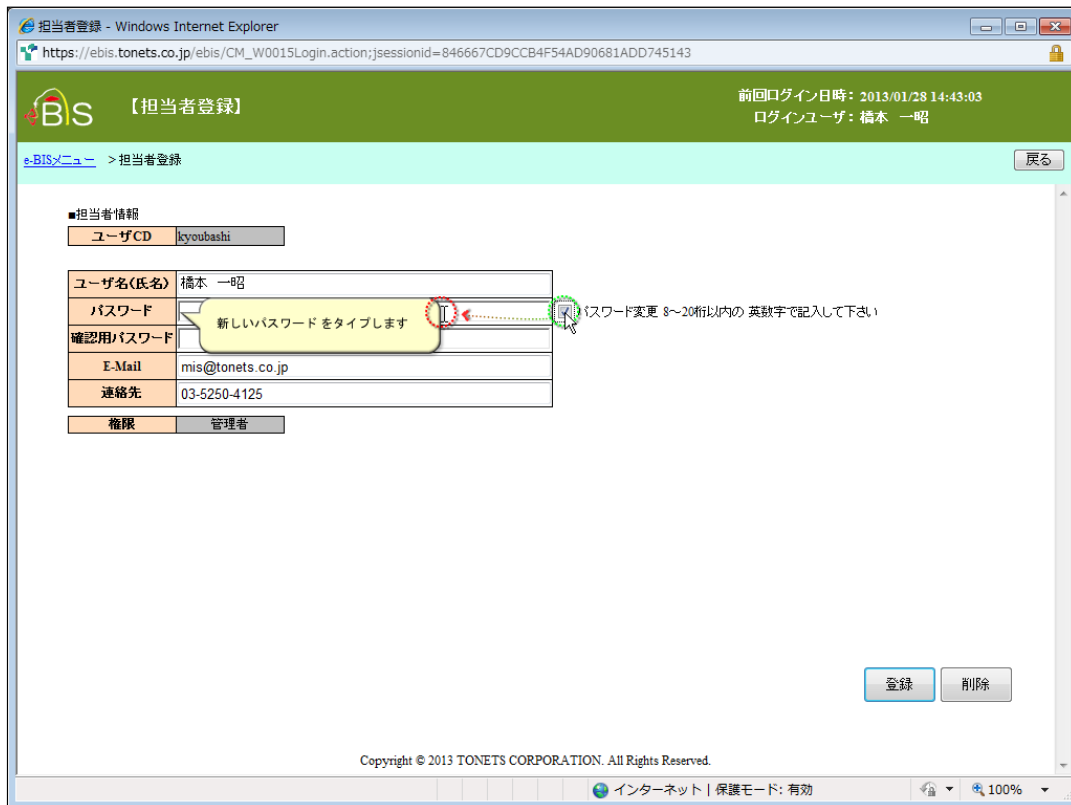 担当者登録 - Windows Internet Explorer
https://ebis.tonets.co.jp/ebis/CM_W0015Login.action;jsessionid=846667CD9CCB4F54AD90681ADD745143
eBIS 【担当者登録】 前回ログイン日時：2013/01/28 14:43:03
ログインユーザ：橋本　一昭
e-BISメニュー ＞担当者登録 戻る
■担当者情報
ユーザCD kyoubashi
ユーザ名(氏名) 橋本　一昭
パスワード 新しいパスワード をタイプします パスワード変更 8～20桁以内の 英数字で記入して下さい
確認用パスワード
E-Mail mis@tonets.co.jp
連絡先 03-5250-4125
権限 管理者
登録 削除
Copyright © 2013 TONETS CORPORATION. All Rights Reserved.
インターネット | 保護モード: 有効 100%